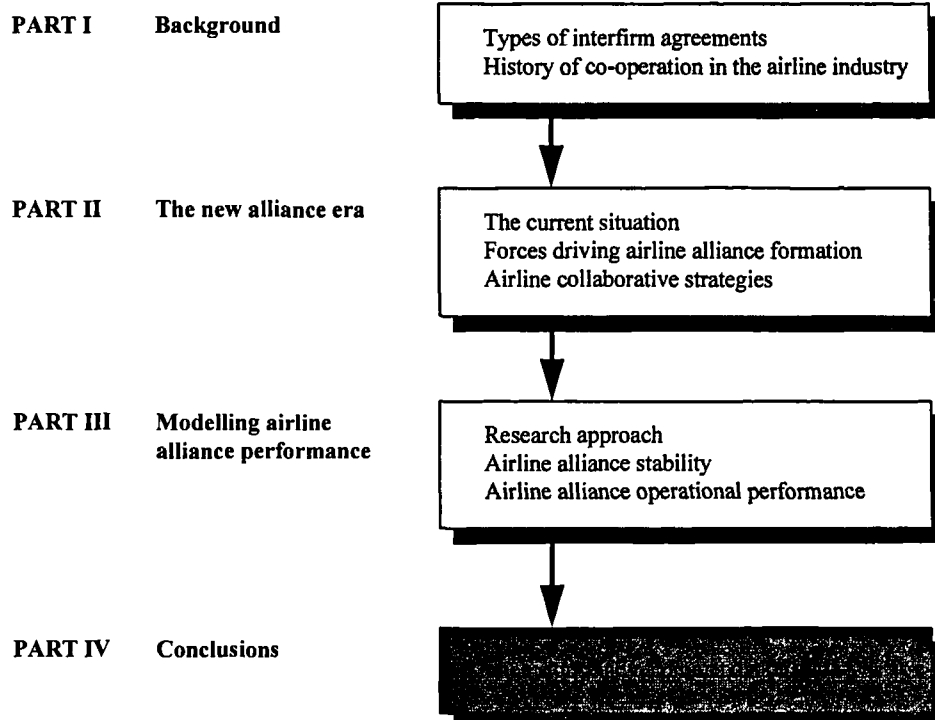 PART I Background
Types of interfirm agreements
History of co-operation in the airline industry
PART II The new alliance era
The current situation
Forces driving airline alliance formation
Airline collaborative strategies
PART III Modelling airline
alliance performance
Research approach
Airline alliance stability
Airline alliance operational performance
PART IV Conclusions